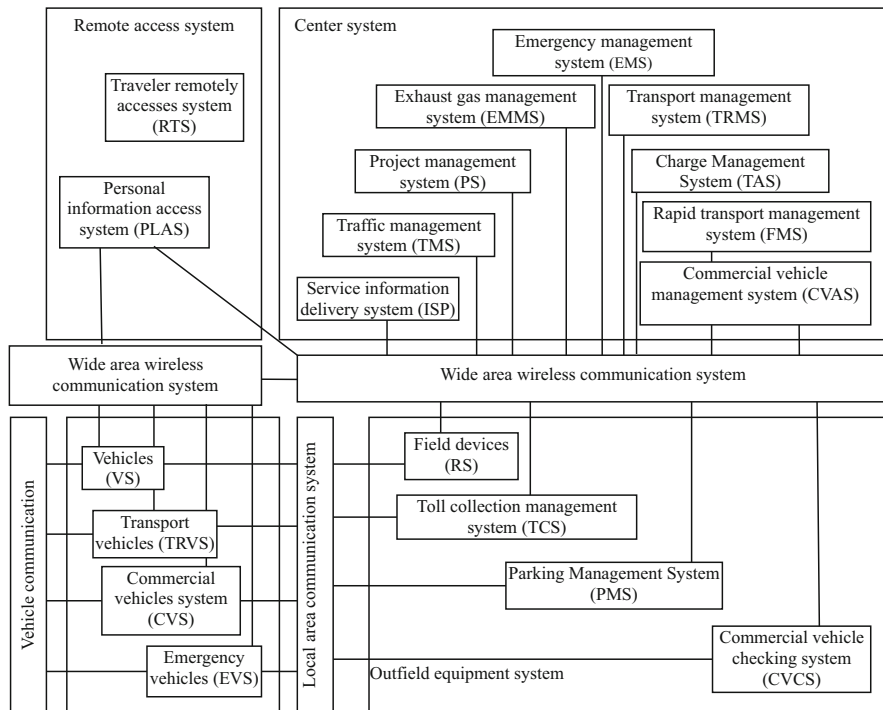 Remote access system
Traveler remotely
accesses system
(RTS)
Personal
information access
system (PLAS)
Center system
Emergency management
system (EMS)
Exhaust gas management
system (EMMS)
Transport management
system (TRMS)
Project management
system (PS)
Charge Management
System (TAS)
Traffic management
system (TMS)
Rapid transport management
system (FMS)
Service information
delivery system (ISP)
Commercial vehicle
management system (CVAS)
Wide area wireless
communication system
Wide area wireless communication system
Vehicle communication
Vehicles
(VS)
Transport
vehicles (TRVS)
Commercial
vehicles system
(CVS)
Emergency
vehicles (EVS)
Local area communication system
Field devices
(RS)
Toll collection management
system (TCS)
Parking Management System
(PMS)
Commercial vehicle
checking system
(CVCS)
Outfield equipment system